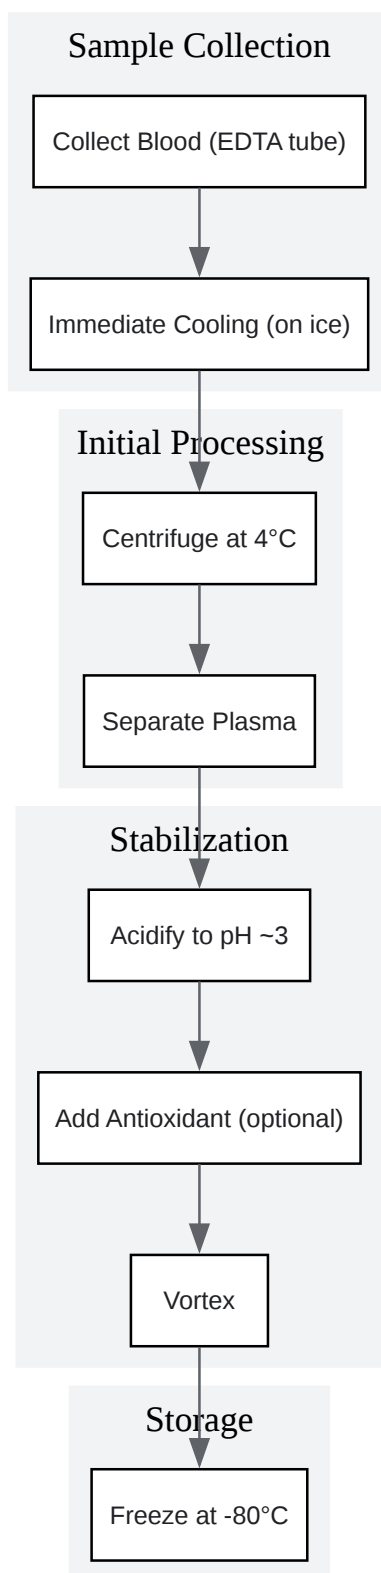 Sample Collection
Collect Blood (EDTA tube)
Immediate Cooling (on ice)
Initial Processing
Centrifuge at 4°C
Separate Plasma
Stabilization
Acidify to pH ~3
Add Antioxidant (optional)
Vortex
Storage
Freeze at -80°C